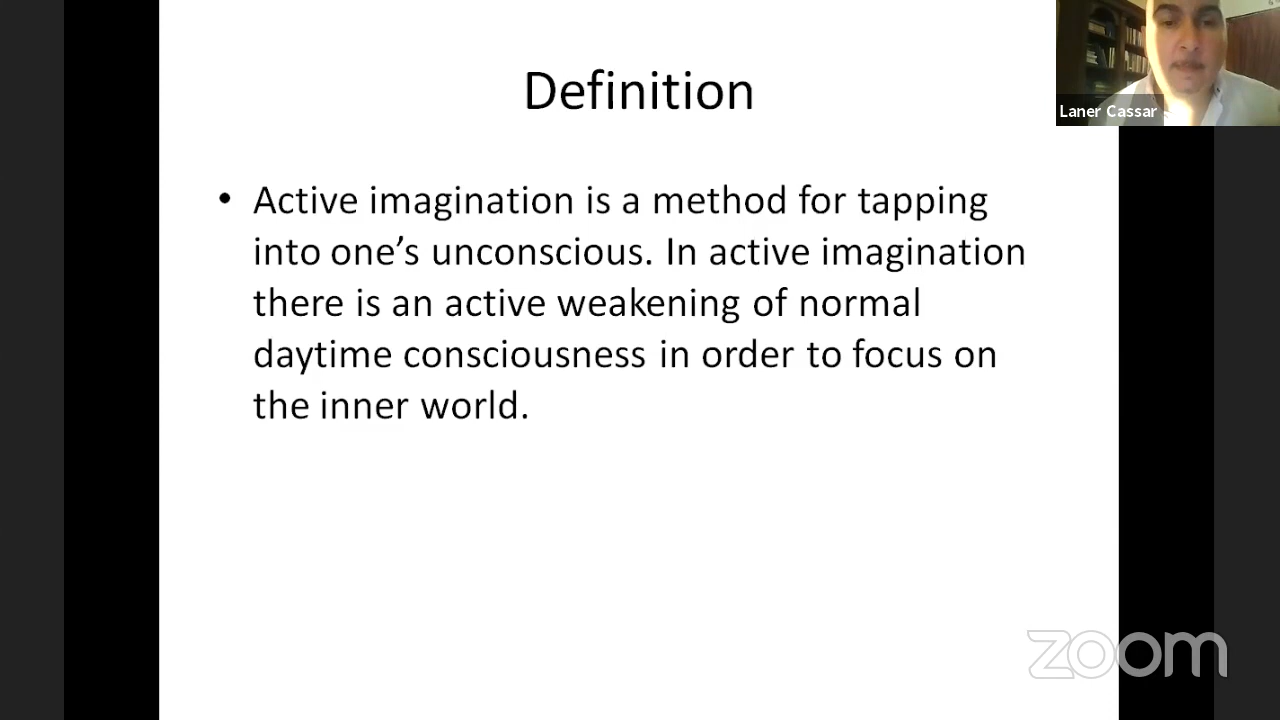 Definition
Laner Cassar
• Active imagination is a method for tapping
into one’s unconscious. In active imagination
there is an active weakening of normal
daytime consciousness in order to focus on
the inner world.
zoom